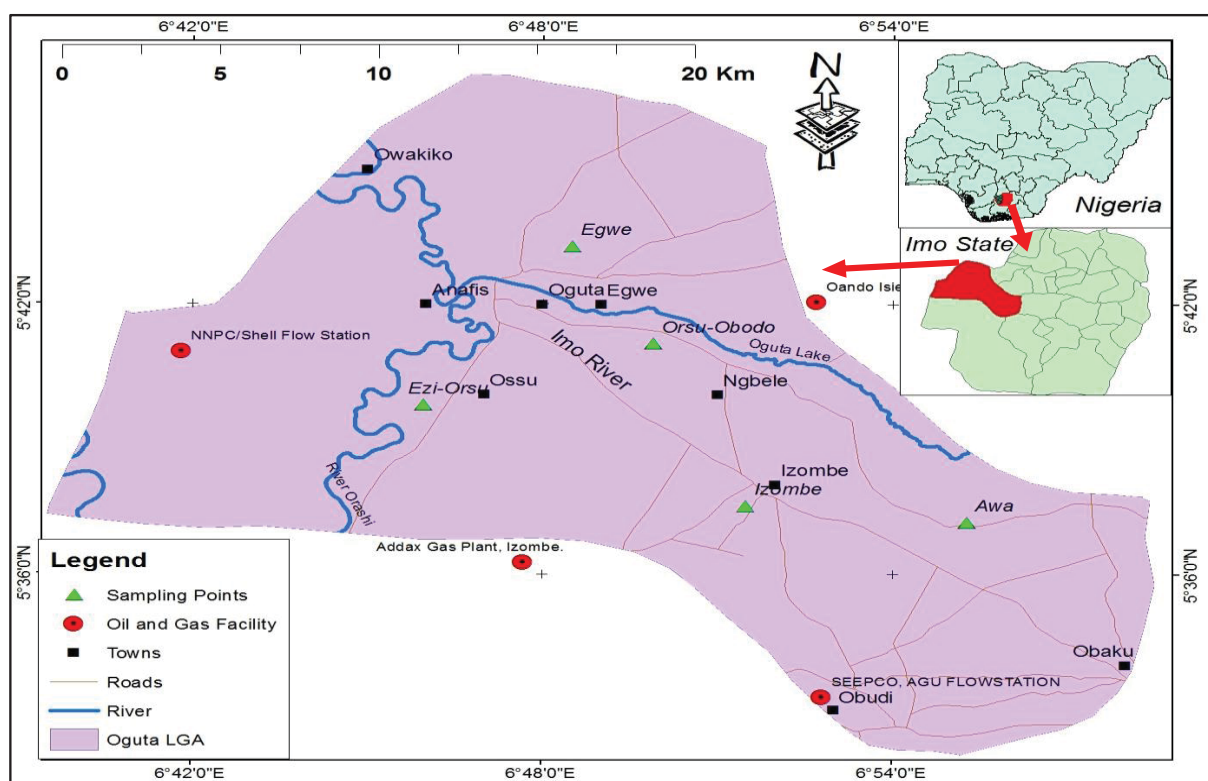 6°42'0"E
6°48'0"E
6°54'0"E
0
5
10
20 Km
N
Nigeria
Imo State
Owakiko
Egwe
5°42'0"N
Anafis
Oguta
Egwe
Oando Isie
5°42'0"N
NNPC/Shell Flow Station
Orsu-Obodo
Oguta Lake
Imo River
Ezi-Orsu
Ossu
Ngbele
River Orashi
Izombe
Izombe
Awa
Addax Gas Plant, Izombe.
5°36'0"N
5°36'0"N
Obaku
SEEPCO, AGU FLOWSTATION
Obudi
Legend
Sampling Points
Oil and Gas Facility
Towns
Roads
River
Oguta LGA
6°42'0"E
6°48'0"E
6°54'0"E